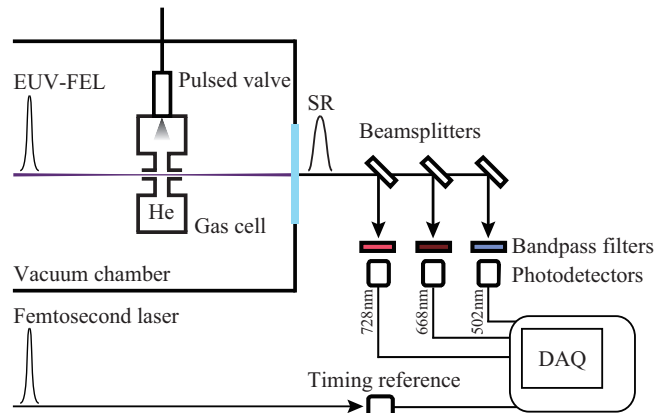 EUV-FEL
Pulsed valve
SR
Beamsplitters
He
Gas cell
Bandpass filters
Photodetectors
Vacuum chamber
728nm
668nm
502nm
Femtosecond laser
DAQ
Timing reference